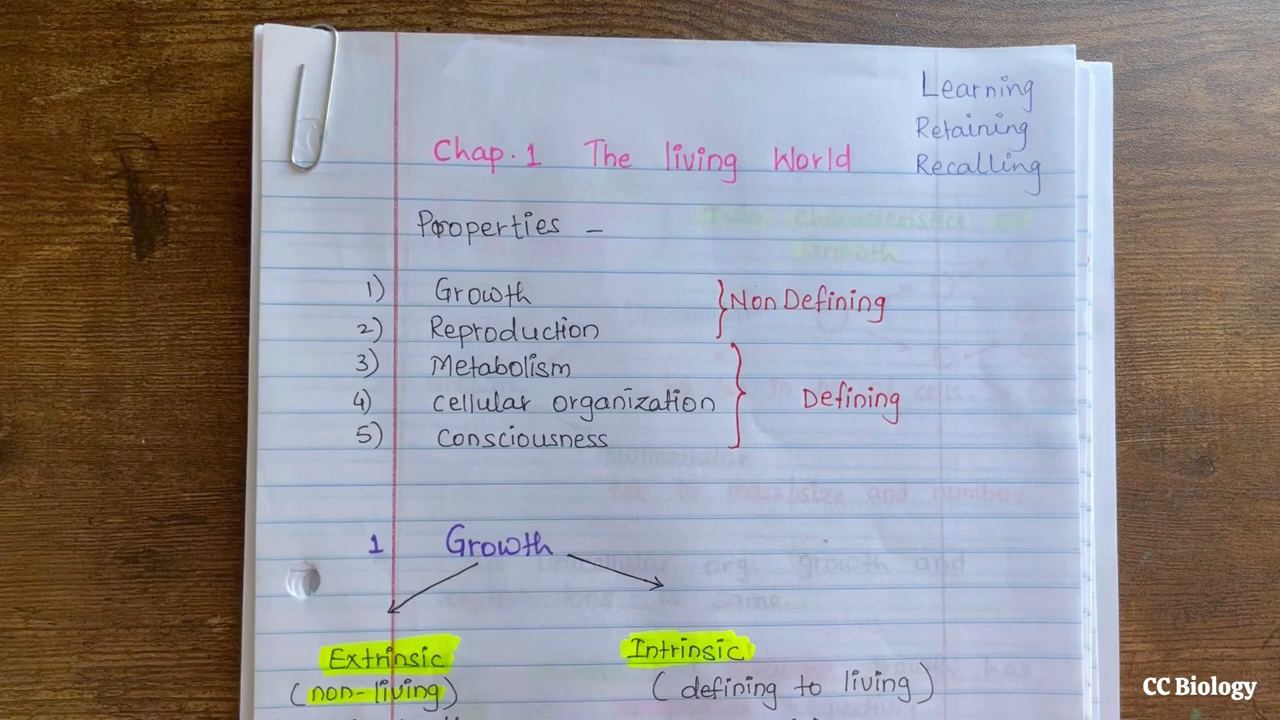 Learning
Retaining
Recalling
Chap. 1 The living World
Properties -
1) Growth
2) Reproduction
} Non Defining
3) Metabolism
4) cellular organization
5) Consciousness
} Defining
1 Growth
Extrinsic
(non-living)
Intrinsic
(defining to living)
CC Biology